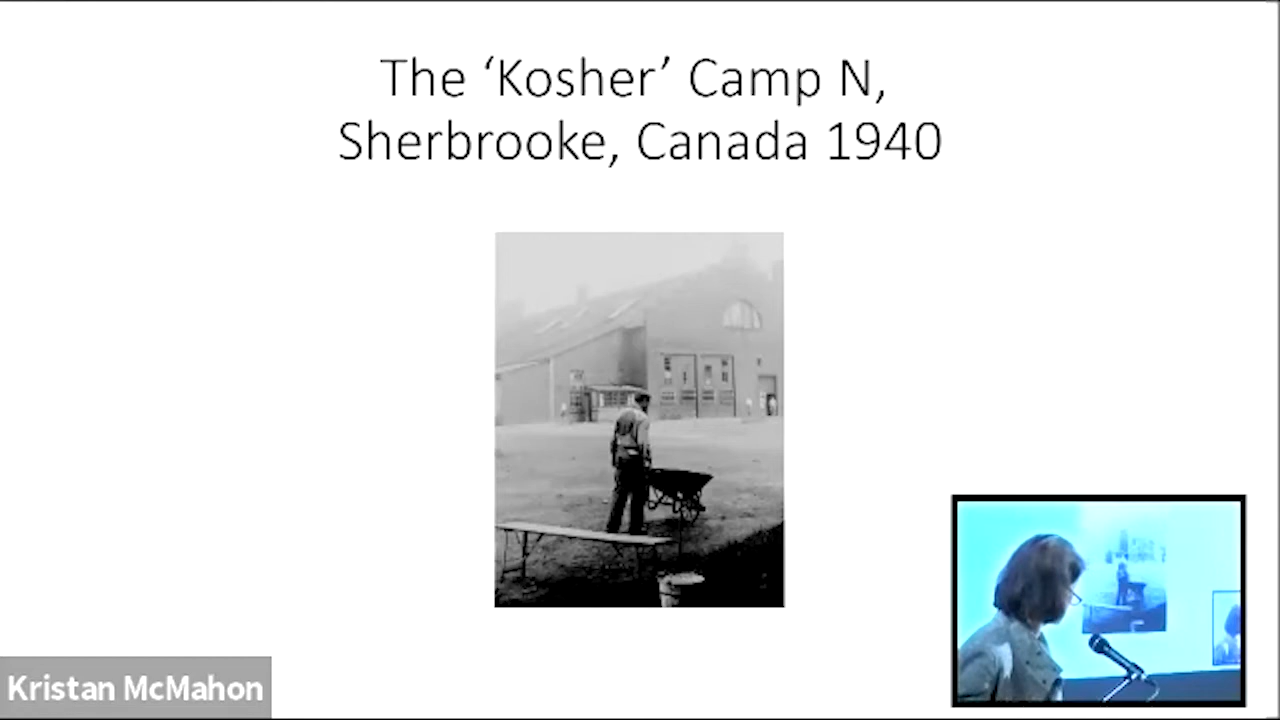 The ‘Kosher’ Camp N,
Sherbrooke, Canada 1940
Kristan McMahon